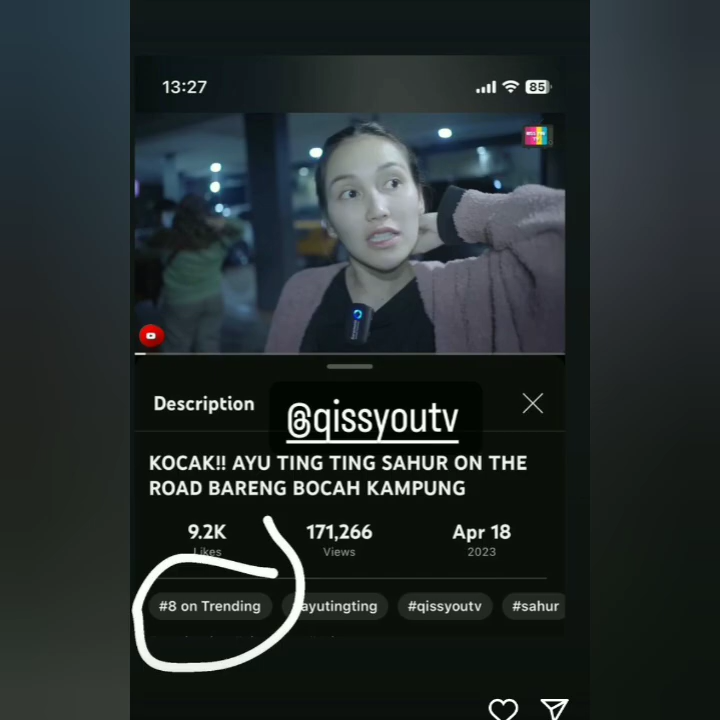 13:27
85
Description
@qissyoutv
KOCAK!! AYU TING TING SAHUR ON THE
ROAD BARENG BOCAH KAMPUNG
9.2K
Likes
171,266
Views
Apr 18
2023
#8 on Trending
ayutingting
#qissyoutv
#sahur